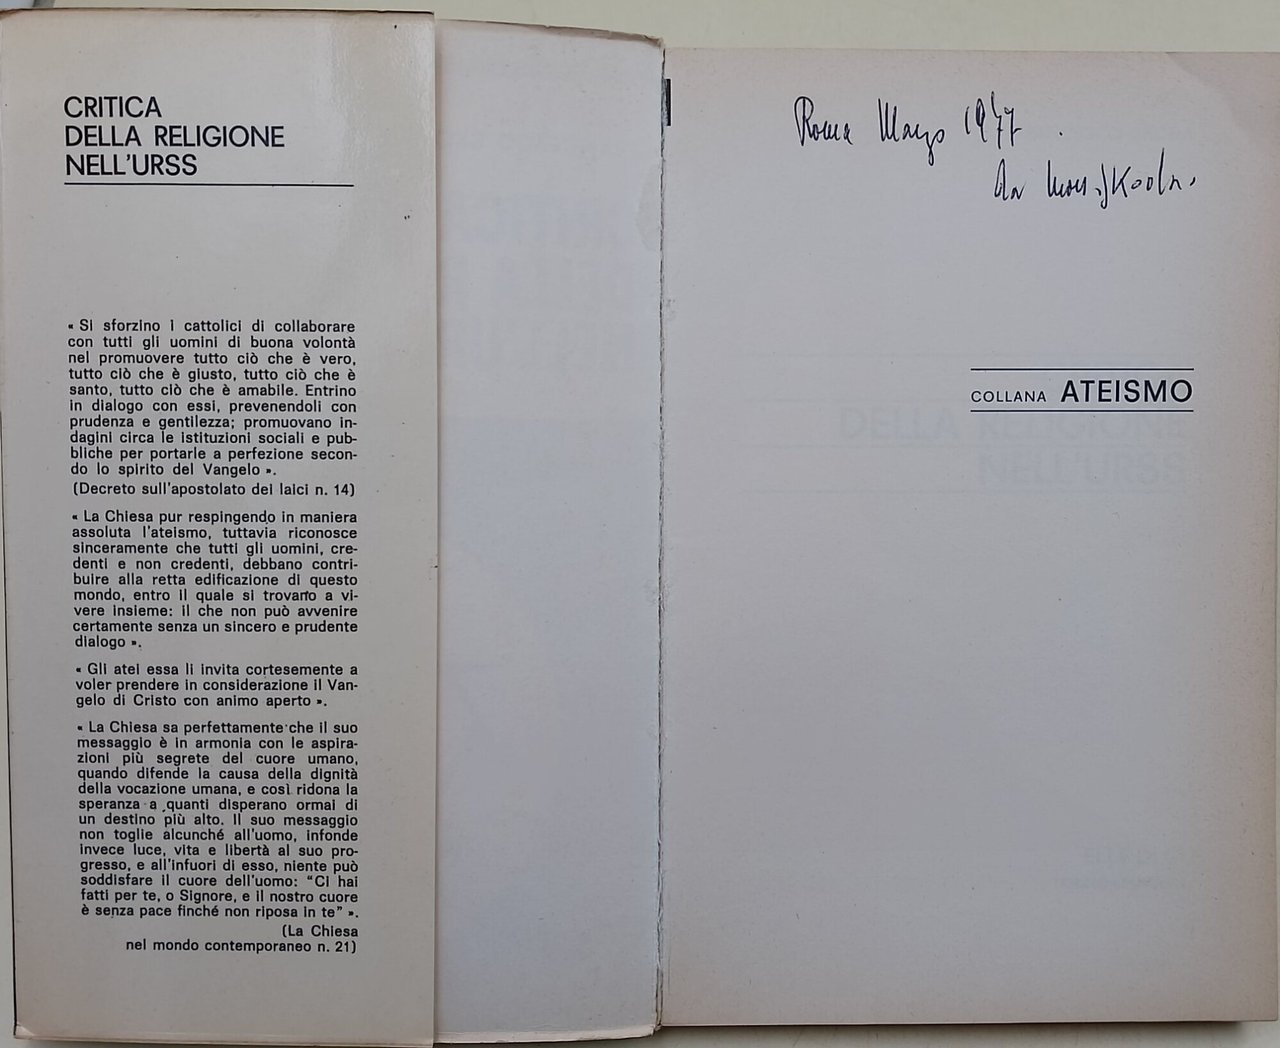 CRITICA
DELLA RELIGIONE
NELL'URSS
« Si sforzino i cattolici di collaborare
con tutti gli uomini di buona volontà
nel promuovere tutto ciò che è vero,
tutto ciò che è giusto, tutto ciò che è
santo, tutto ciò che è amabile. Entrino
in dialogo con essi, prevenendoli con
prudenza e gentilezza; promuovano in-
dagini circa le istituzioni sociali e pub-
bliche per portarle a perfezione secon-
do lo spirito del Vangelo ».
(Decreto sull'apostolato dei laici n. 14)
« La Chiesa pur respingendo in maniera
assoluta l'ateismo, tuttavia riconosce
sinceramente che tutti gli uomini, cre-
denti e non credenti, debbano contri-
buire alla retta edificazione di questo
mondo, entro il quale si trovano a vi-
vere insieme: il che non può avvenire
certamente senza un sincero e prudente
dialogo ».
« Gli atei essa li invita cortesemente a
voler prendere in considerazione il Van-
gelo di Cristo con animo aperto ».
« La Chiesa sa perfettamente che il suo
messaggio è in armonia con le aspira-
zioni più segrete del cuore umano,
quando difende la causa della dignità
della vocazione umana, e così ridona la
speranza a quanti disperano ormai di
un destino più alto. Il suo messaggio
non toglie alcunché all'uomo, infonde
invece luce, vita e libertà al suo pro-
gresso, e all'infuori di esso, niente può
soddisfare il cuore dell'uomo: "Ci hai
fatti per te, o Signore, e il nostro cuore
è senza pace finché non riposa in te" ».
(La Chiesa
nel mondo contemporaneo n. 21)
Roma Marzo 1977
COLLANA ATEISMO
DELLA RELIGIONE
NELL'URSS